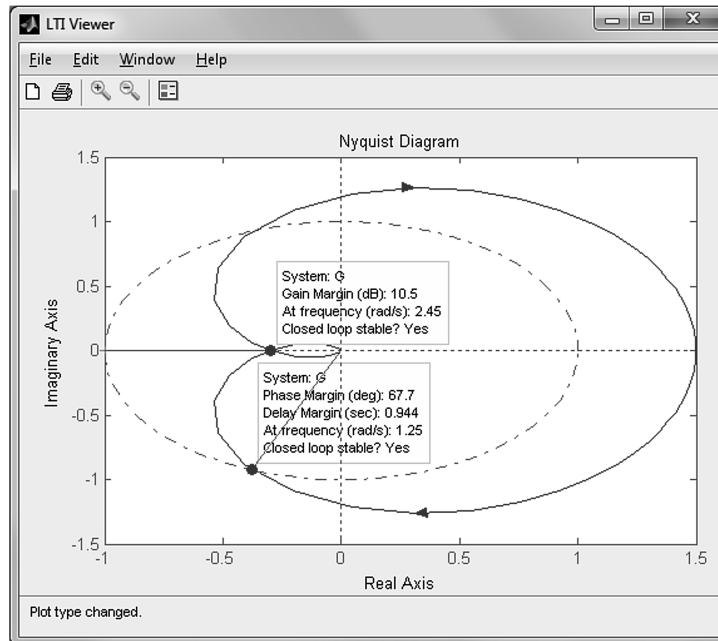 LTI Viewer
File Edit Window Help
Nyquist Diagram
1.5
1
0.5
0
-0.5
-1
-1.5
Imaginary Axis
System: G
Gain Margin (dB): 10.5
At frequency (rad/s): 2.45
Closed loop stable? Yes
System: G
Phase Margin (deg): 67.7
Delay Margin (sec): 0.944
At frequency (rad/s): 1.25
Closed loop stable? Yes
-1 -0.5 0 0.5 1 1.5
Real Axis
Plot type changed.